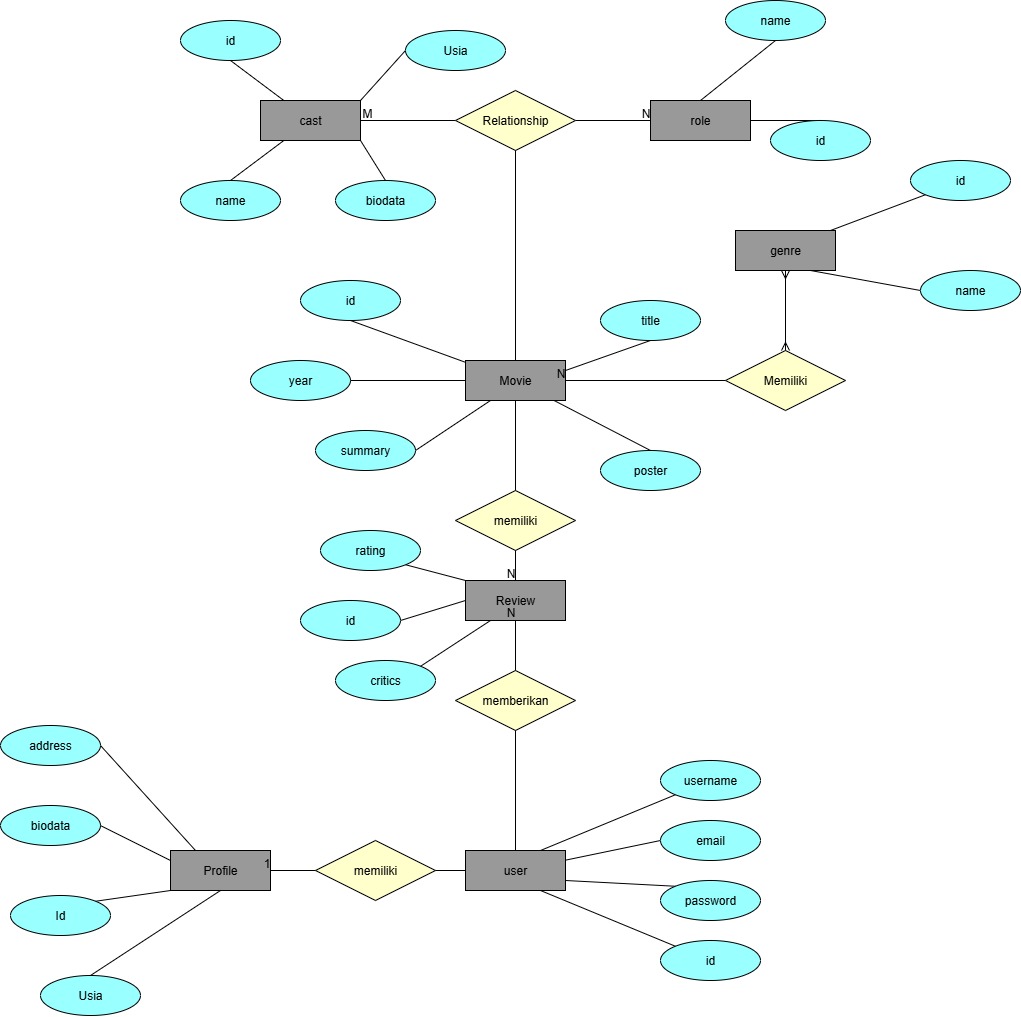 name
id
Usia
cast
M
Relationship
N
role
id
name
biodata
id
genre
name
id
title
year
Movie
N
Memiliki
summary
poster
memiliki
rating
N
Review
N
id
critics
memberikan
address
username
biodata
email
Profile
1
memiliki
user
password
Id
id
Usia